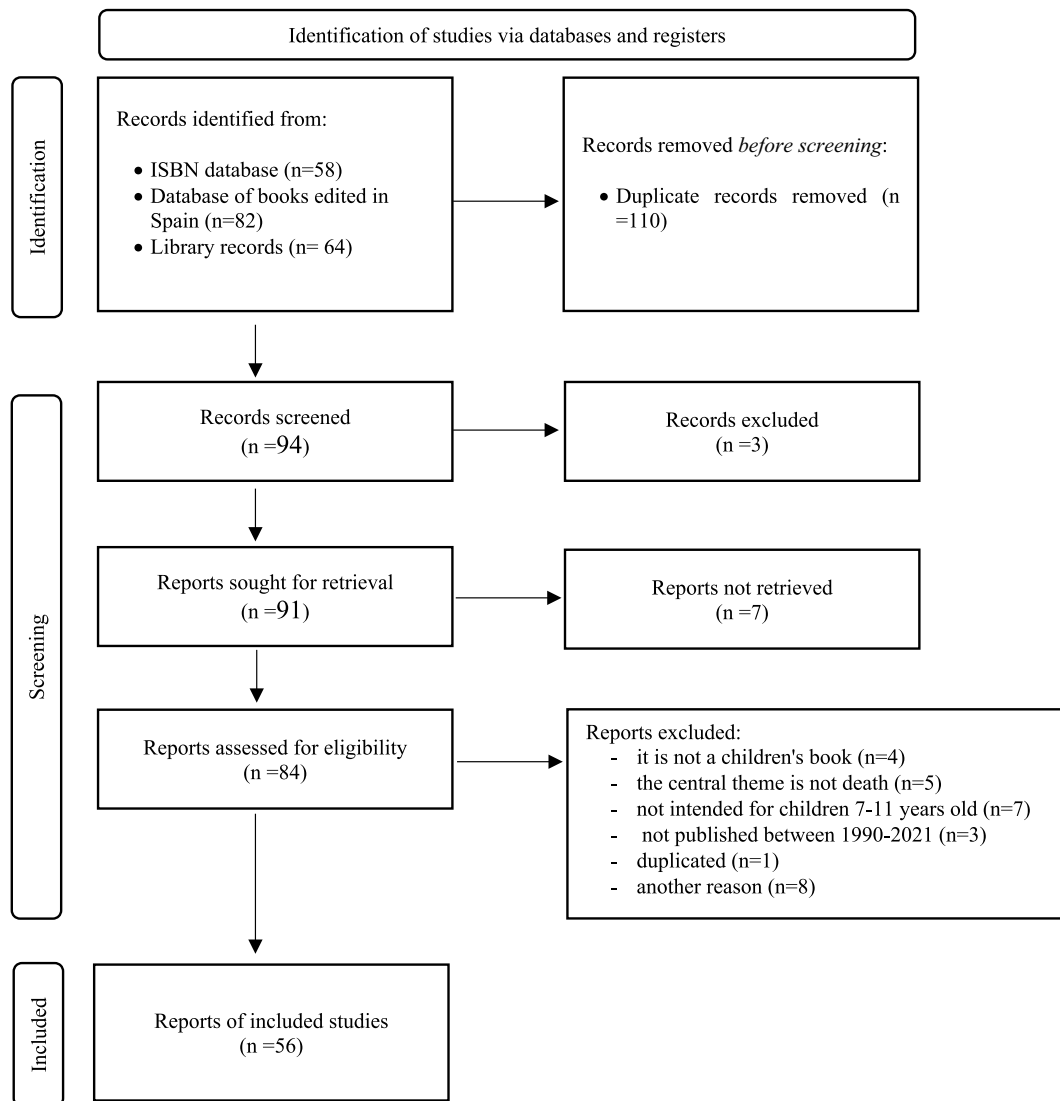 Identification of studies via databases and registers
Identification
Records identified from:
• ISBN database (n=58)
• Database of books edited in
Spain (n=82)
• Library records (n= 64)
Records removed before screening:
• Duplicate records removed (n
=110)
Screening
Records screened
(n =94)
Records excluded
(n =3)
Reports sought for retrieval
(n =91)
Reports not retrieved
(n =7)
Reports assessed for eligibility
(n =84)
Reports excluded:
- it is not a children's book (n=4)
- the central theme is not death (n=5)
- not intended for children 7-11 years old (n=7)
- not published between 1990-2021 (n=3)
- duplicated (n=1)
- another reason (n=8)
Included
Reports of included studies
(n =56)